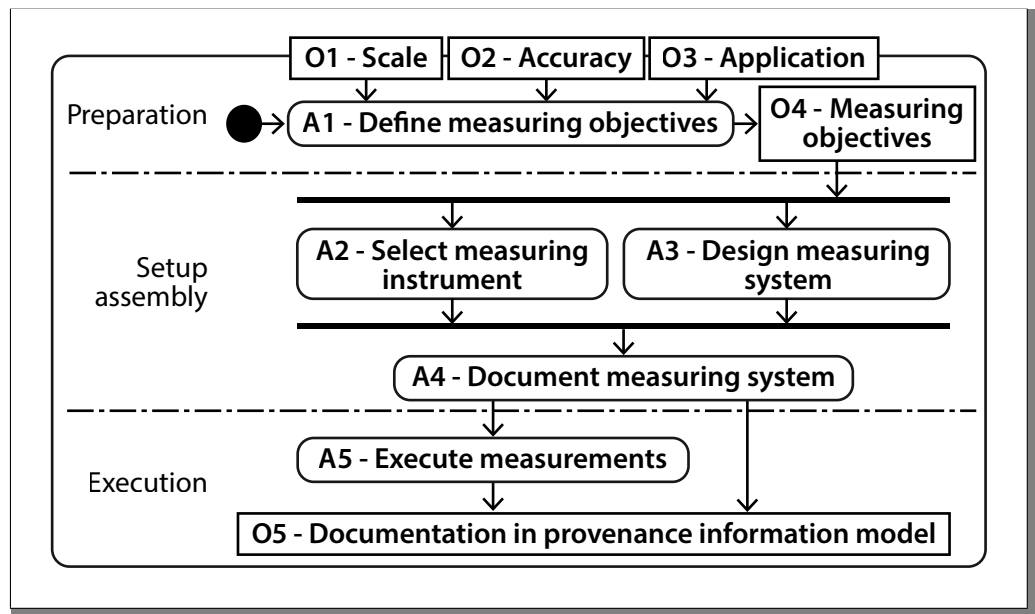 O1 - Scale
O2 - Accuracy
O3 - Application
Preparation
A1 - Define measuring objectives
O4 - Measuring
objectives
Setup
assembly
A2 - Select measuring
instrument
A3 - Design measuring
system
A4 - Document measuring system
Execution
A5 - Execute measurements
O5 - Documentation in provenance information model